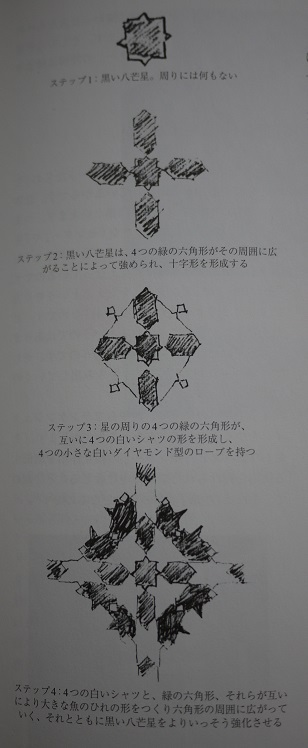 ステップ1：黒い八芒星。周りには何もない
ステップ2：黒い八芒星は、4つの緑の六角形がその周囲に広
がることによって強められ、十字形を形成する
ステップ3：星の周りの4つの緑の六角形が、
互いに4つの白いシャツの形を形成し、
4つの小さな白いダイヤモンド型のローブを持つ
ステップ4：4つの白いシャツと、緑の六角形、それらが互い
により大きな魚のひれの形をつくり六角形の周囲に広がって
いく、それとともに黒い八芒星をよりいっそう強化させる